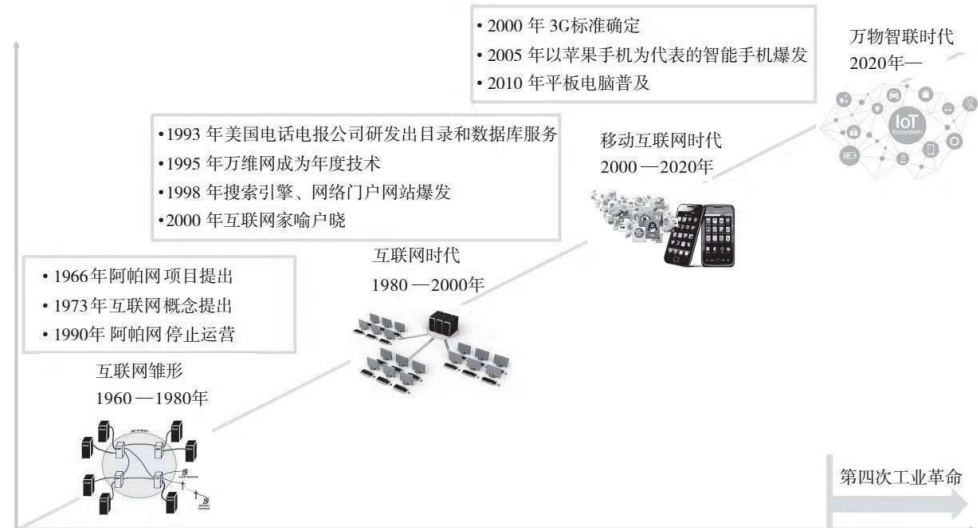 • 2000 年 3G标准确定
• 2005 年以苹果手机为代表的智能手机爆发
• 2010 年平板电脑普及
万物智联时代
2020年—
IoT
Ecosystem
•1993 年美国电话电报公司研发出目录和数据库服务
•1995 年万维网成为年度技术
•1998 年搜索引擎、网络门户网站爆发
•2000 年互联网家喻户晓
移动互联网时代
2000 —2020年
• 1966年阿帕网项目提出
• 1973年互联网概念提出
• 1990年 阿帕网停止运营
互联网时代
1980 —2000年
互联网雏形
1960 —1980年
第四次工业革命